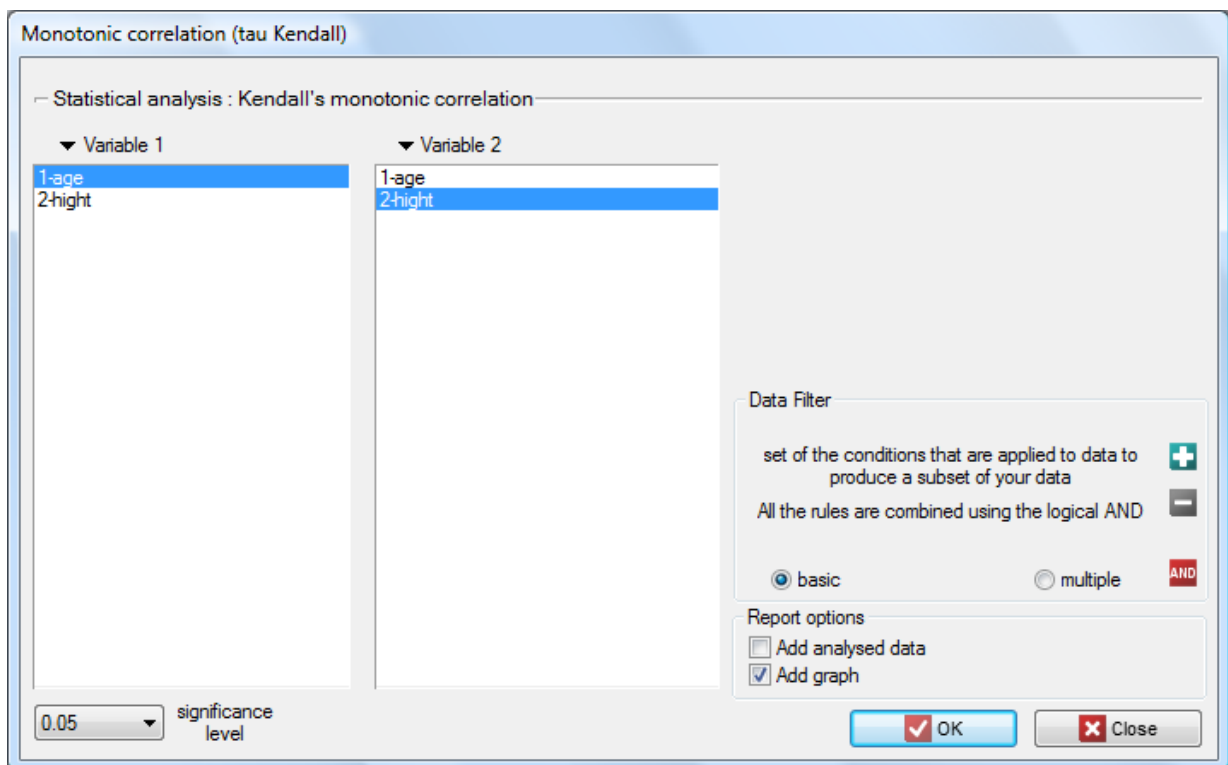 Monotonic correlation (tau Kendall)
Statistical analysis : Kendall's monotonic correlation
Variable 1
1-age
2-hight
Variable 2
1-age
2-hight
Data Filter
set of the conditions that are applied to data to
produce a subset of your data
All the rules are combined using the logical AND
basic
multiple
AND
Report options
Add analysed data
Add graph
0.05
significance
level
OK
Close